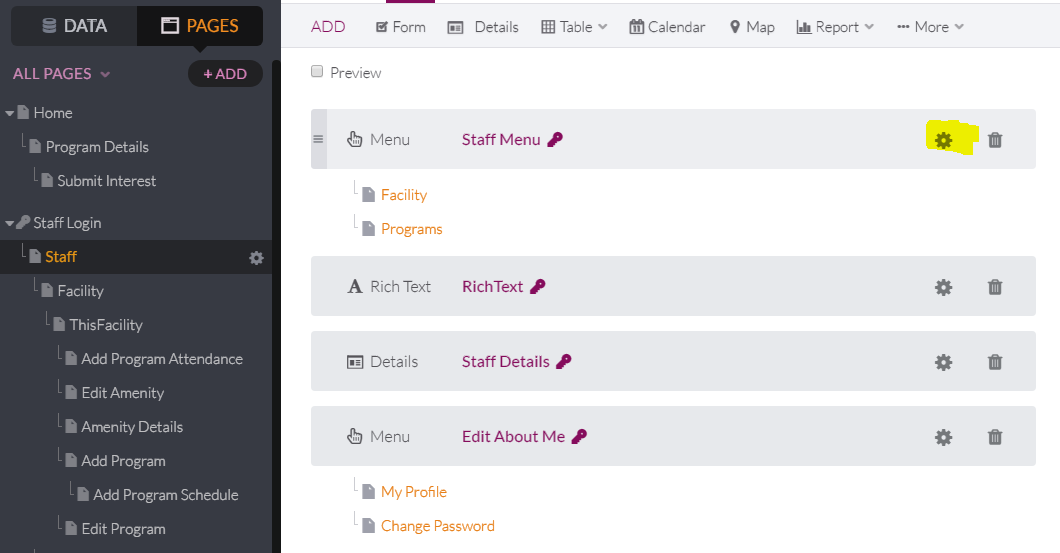 DATA PAGES
ALL PAGES + ADD
Home
Program Details
Submit Interest
Staff Login
Staff
Facility
ThisFacility
Add Program Attendance
Edit Amenity
Amenity Details
Add Program
Add Program Schedule
Edit Program
ADD Form Details Table Calendar Map Report More
Preview
Menu Staff Menu
Facility
Programs
Rich Text RichText
Details Staff Details
Menu Edit About Me
My Profile
Change Password